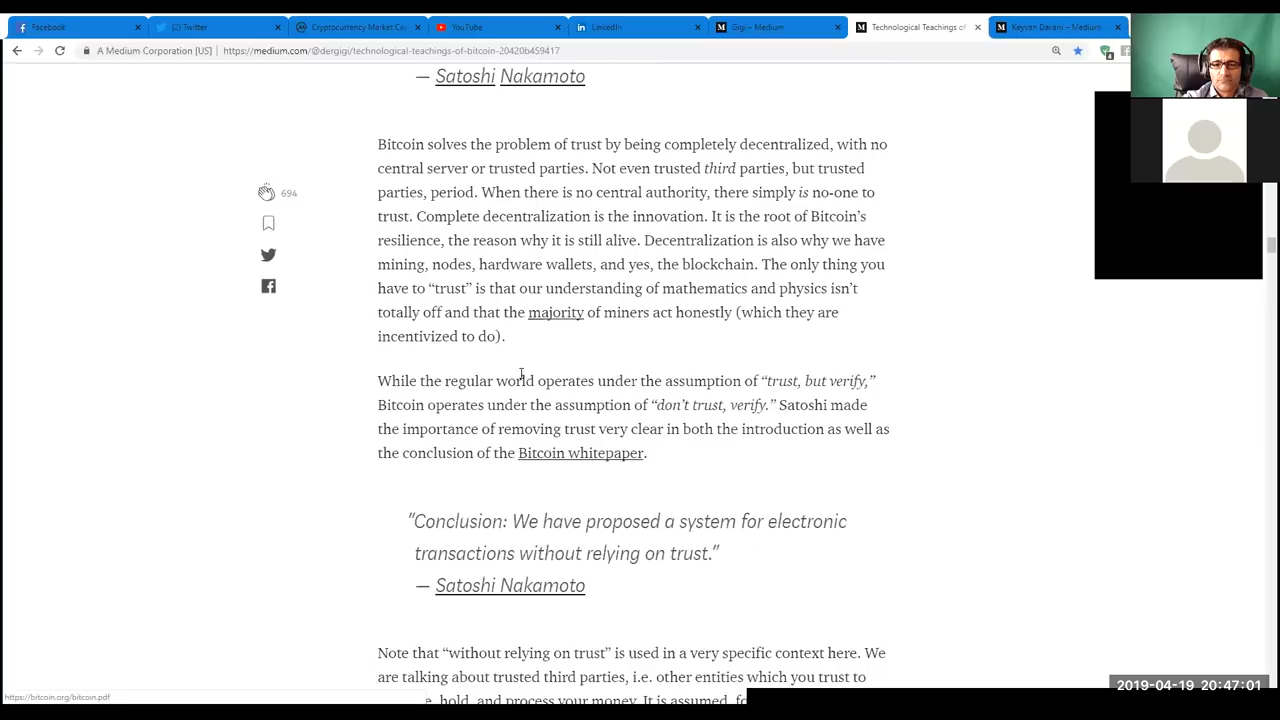 Facebook
Twitter
Cryptocurrency Market Ca
YouTube
LinkedIn
Gigi – Medium
Technological Teachings of
Keyvan Davani – Medium
A Medium Corporation [US] | https://medium.com/@dergigi/technological-teachings-of-bitcoin-20420b459417
— Satoshi Nakamoto
Bitcoin solves the problem of trust by being completely decentralized, with no
central server or trusted parties. Not even trusted third parties, but trusted
parties, period. When there is no central authority, there simply is no-one to
trust. Complete decentralization is the innovation. It is the root of Bitcoin’s
resilience, the reason why it is still alive. Decentralization is also why we have
mining, nodes, hardware wallets, and yes, the blockchain. The only thing you
have to “trust” is that our understanding of mathematics and physics isn’t
totally off and that the majority of miners act honestly (which they are
incentivized to do).
694
While the regular world operates under the assumption of “trust, but verify,”
Bitcoin operates under the assumption of “don’t trust, verify.” Satoshi made
the importance of removing trust very clear in both the introduction as well as
the conclusion of the Bitcoin whitepaper.
“Conclusion: We have proposed a system for electronic
transactions without relying on trust.”
— Satoshi Nakamoto
Note that “without relying on trust” is used in a very specific context here. We
are talking about trusted third parties, i.e. other entities which you trust to
hold, and process your money. It is assumed,
https://bitcoin.org/bitcoin.pdf
2019-04-19 20:47:01